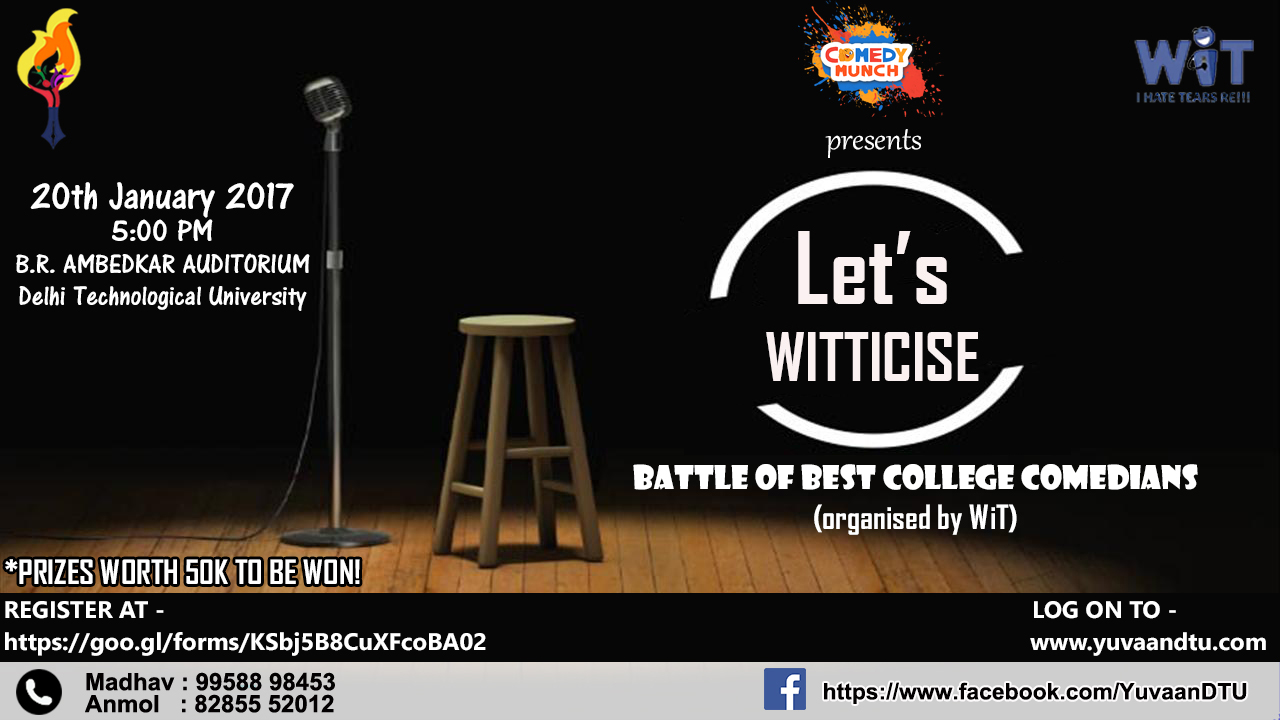 COMEDY
MUNCH
WiT
I HATE TEARS RE!!!
presents
20th January 2017
5:00 PM
B.R. AMBEDKAR AUDITORIUM
Delhi Technological University
Let's
WITTICISE
BATTLE OF BEST COLLEGE COMEDIANS
(organised by WiT)
*PRIZES WORTH 50K TO BE WON!
REGISTER AT -
https://goo.gl/forms/KSbj5B8CuXFcoBA02
LOG ON TO -
www.yuvaandtu.com
Madhav : 99588 98453
Anmol : 82855 52012
f
https://www.facebook.com/YuvaanDTU